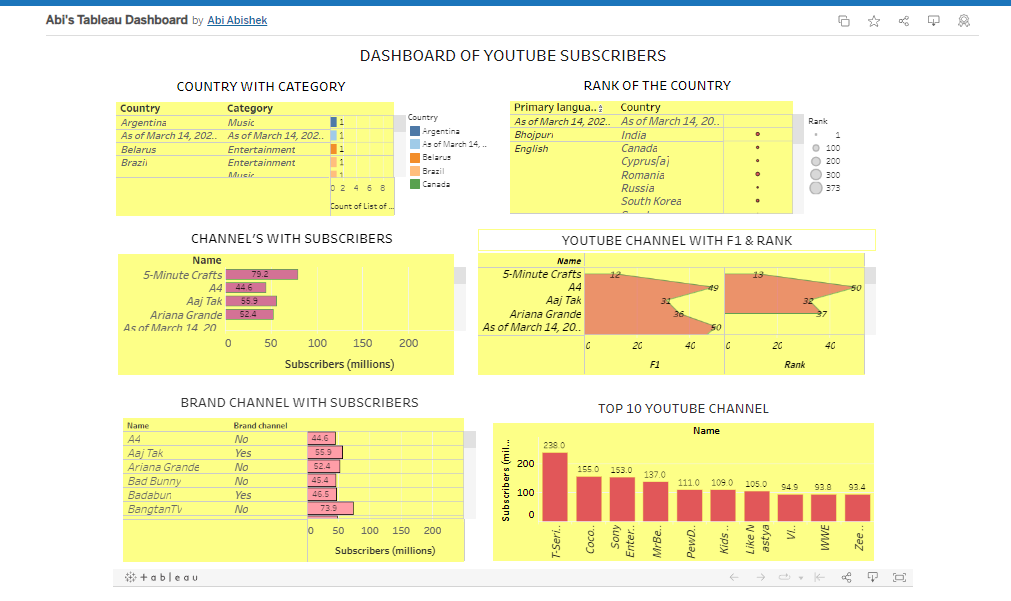 Abi's Tableau Dashboard by Abi Abishek
DASHBOARD OF YOUTUBE SUBSCRIBERS
COUNTRY WITH CATEGORY
Country Category
Argentina Music 1
As of March 14, 202.. As of March 14, 202.. 1
Belarus Entertainment 1
Brazil Entertainment 1
Music 1
0 2 4 6 8
Count of List of ...
Country
Argentina
As of March 14, ..
Belarus
Brazil
Canada
RANK OF THE COUNTRY
Primary langua.. Country
As of March 14, 202.. As of March 14, 20..
Bhojpuri India
English Canada
Cyprus[a]
Romania
Russia
South Korea
Rank
1
100
200
300
373
CHANNEL'S WITH SUBSCRIBERS
Name
5-Minute Crafts 79.2
A4 44.6
Aaj Tak 55.9
Ariana Grande 52.4
As of March 14, 20
0 50 100 150 200
Subscribers (millions)
YOUTUBE CHANNEL WITH F1 & RANK
Name
5-Minute Crafts 12 13
A4 49 50
Aaj Tak 31 32
Ariana Grande 36 37
As of March 14, 20.. 50
0 20 40 0 20 40
F1 Rank
BRAND CHANNEL WITH SUBSCRIBERS
Name Brand channel
A4 No 44.6
Aaj Tak Yes 55.9
Ariana Grande No 52.4
Bad Bunny No 45.4
Badabun Yes 46.5
BangtanTV No 73.9
0 50 100 150 200
Subscribers (millions)
TOP 10 YOUTUBE CHANNEL
Name
Subscribers (mil...
200
100
0
238.0 155.0 153.0 137.0 111.0 109.0 105.0 94.9 93.8 93.4
T-Seri..
Coco..
Sony
Enter..
MrBe..
PewD..
Kids ..
Like N
astya
Vl..
WWE
Zee ..
+ableau